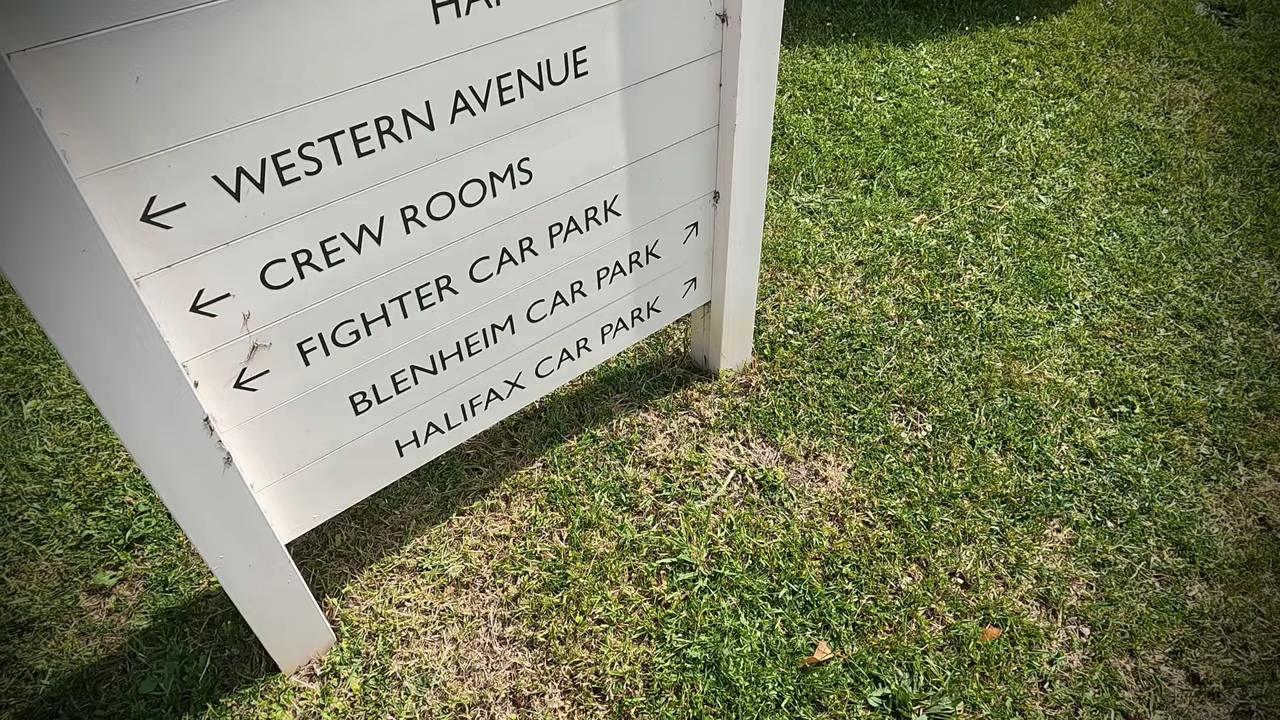 ← WESTERN AVENUE
← CREW ROOMS
← FIGHTER CAR PARK
BLENHEIM CAR PARK ↗
HALIFAX CAR PARK ↗